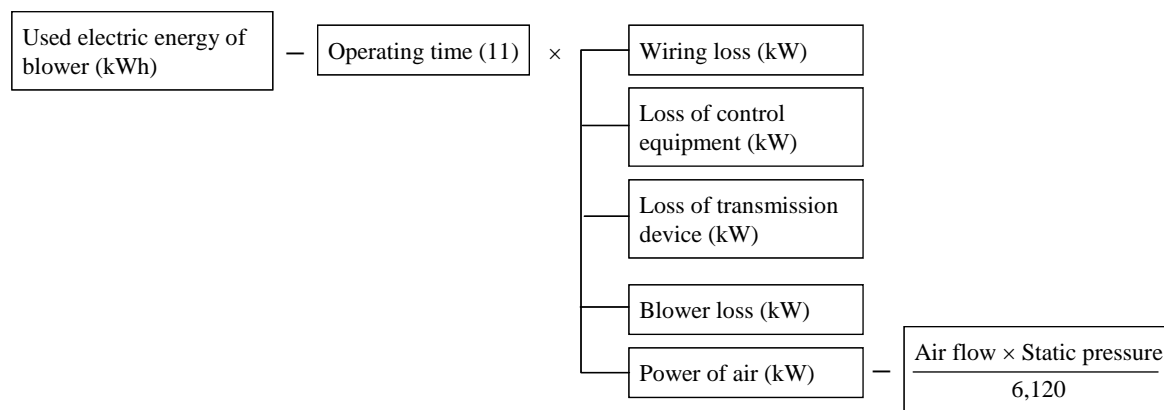 Used electric energy of
blower (kWh)
−
Operating time (11)
×
Wiring loss (kW)
Loss of control
equipment (kW)
Loss of transmission
device (kW)
Blower loss (kW)
Power of air (kW)
−
Air flow × Static pressure
6,120